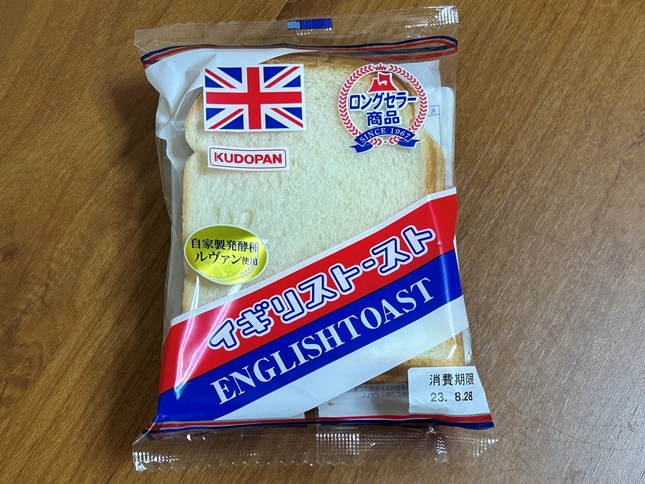 ロングセラー
商品
SINCE 1967
KUDOPAN
自家製発酵種
ルヴァン使用
イギリストースト
ENGLISHTOAST
消費期限
23. 8.28